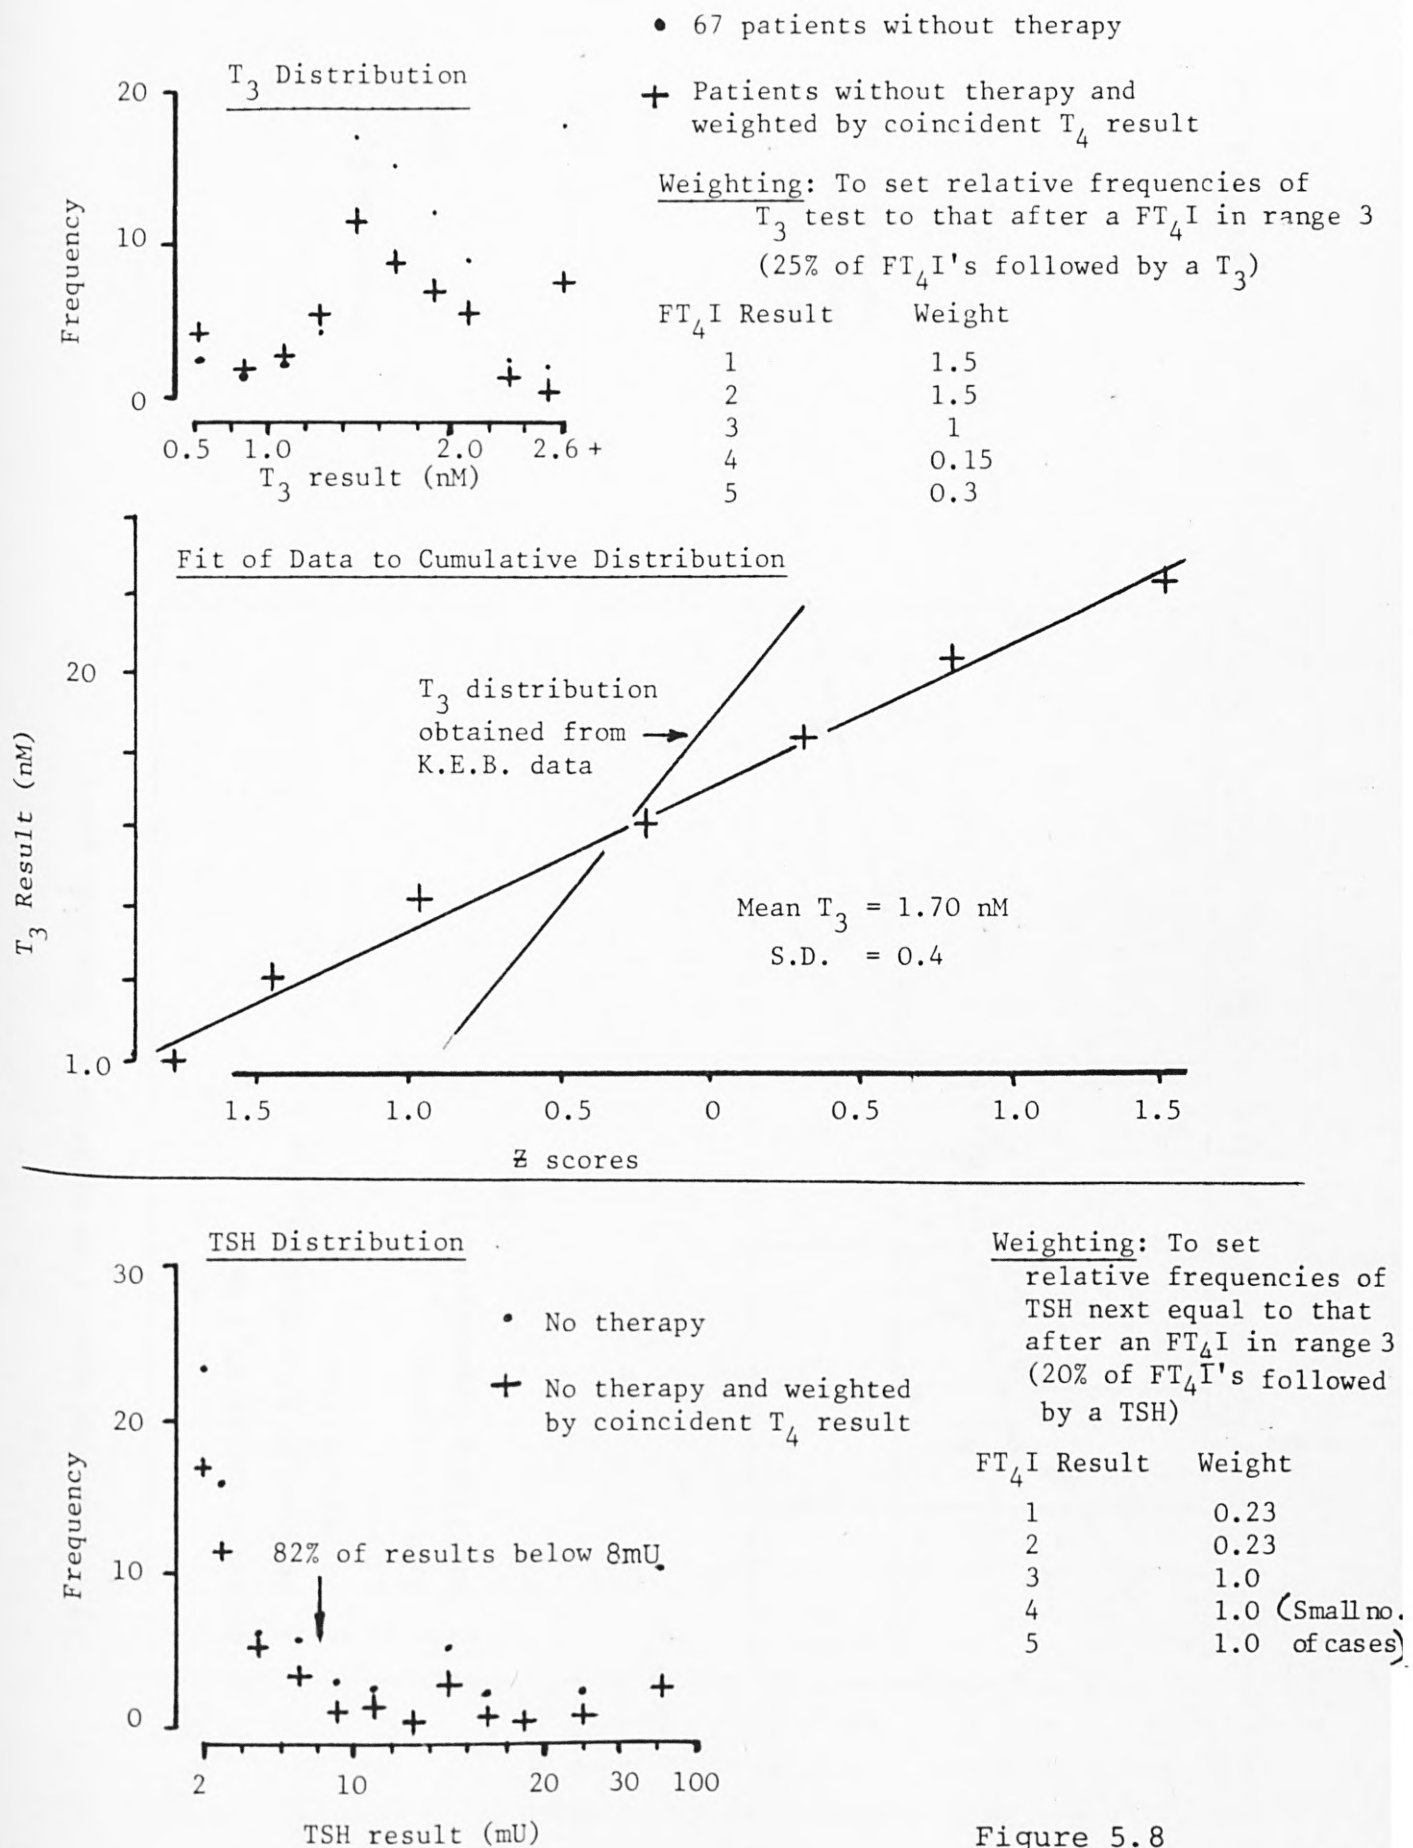 • 67 patients without therapy
T3 Distribution
+ Patients without therapy and
weighted by coincident T4 result
Weighting: To set relative frequencies of
T3 test to that after a FT4I in range 3
(25% of FT4I's followed by a T3)
FT4I Result Weight
1 1.5
2 1.5
3 1
4 0.15
5 0.3
20
10
0
Frequency
0.5 1.0 2.0 2.6 +
T3 result (nM)
Fit of Data to Cumulative Distribution
20
1.0
T3 Result (nM)
T3 distribution
obtained from
K.E.B. data
Mean T3 = 1.70 nM
S.D. = 0.4
1.5 1.0 0.5 0 0.5 1.0 1.5
Z scores
TSH Distribution
30
20
10
0
Frequency
• No therapy
+ No therapy and weighted
by coincident T4 result
82% of results below 8mU
2 10 20 30 100
TSH result (mU)
Weighting: To set
relative frequencies of
TSH next equal to that
after an FT4I in range 3
(20% of FT4I's followed
by a TSH)
FT4I Result Weight
1 0.23
2 0.23
3 1.0
4 1.0 (Small no.
5 1.0 of cases)
Figure 5.8